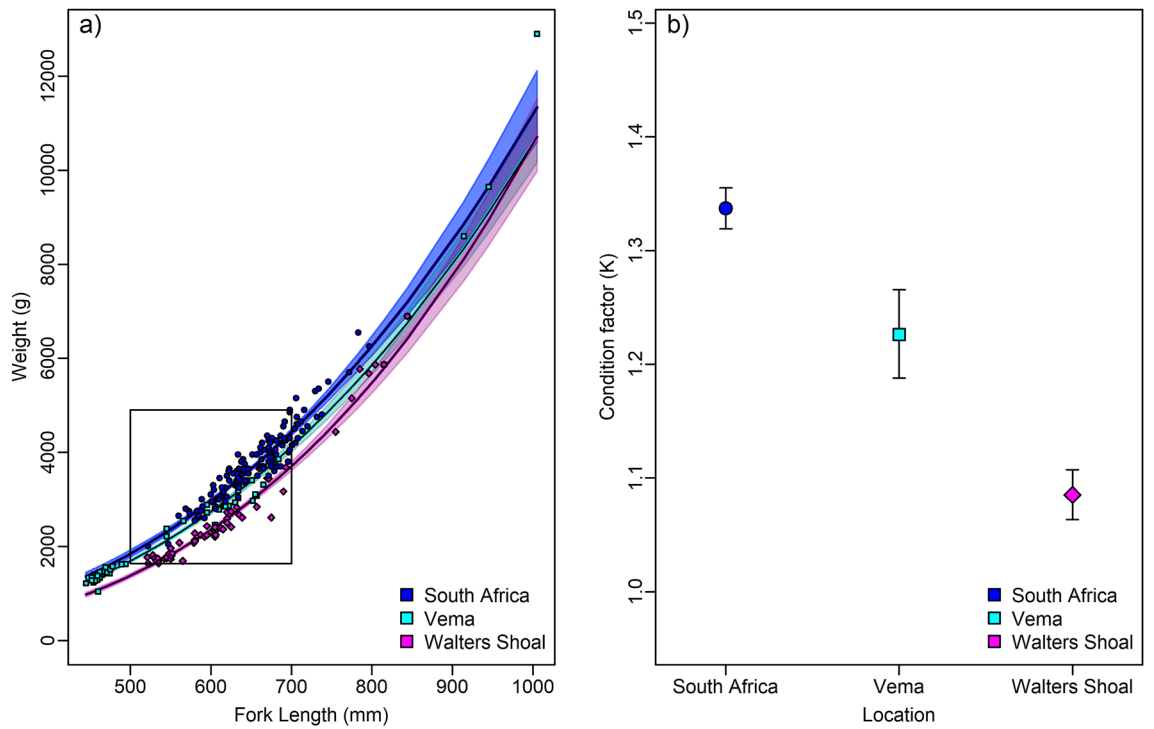 a)
Weight (g)
12000
10000
8000
6000
4000
2000
0
South Africa
Vema
Walters Shoal
500 600 700 800 900 1000
Fork Length (mm)
b)
Condition factor (K)
1.5
1.4
1.3
1.2
1.1
1.0
South Africa
Vema
Walters Shoal
South Africa Vema Walters Shoal
Location